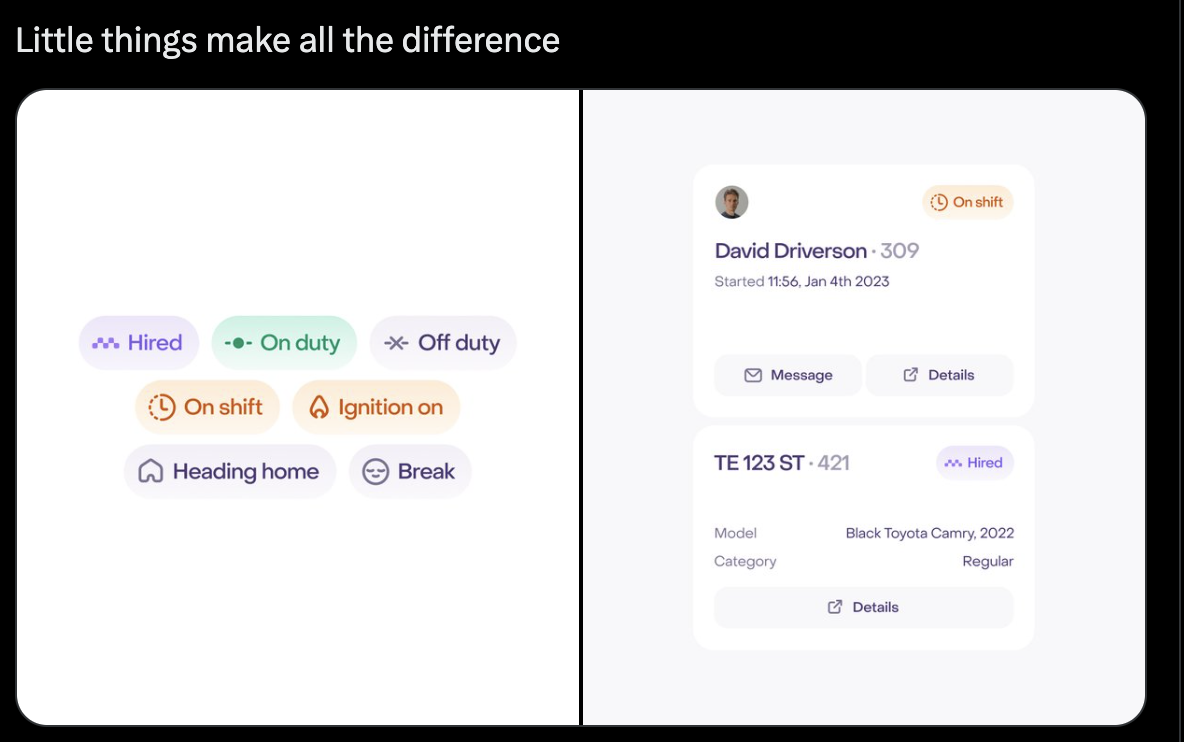 Little things make all the difference
Hired
On duty
Off duty
On shift
Ignition on
Heading home
Break
On shift
David Driverson · 309
Started 11:56, Jan 4th 2023
Message
Details
TE 123 ST · 421
Hired
Model Black Toyota Camry, 2022
Category Regular
Details